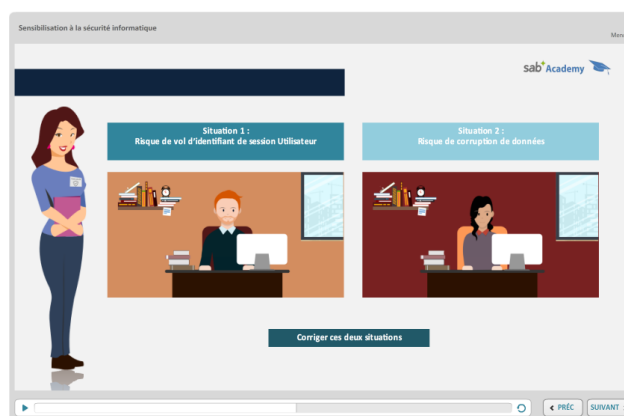 Sensibilisation à la sécurité informatique
Menu
sab+Academy
Situation 1 :
Risque de vol d'identifiant de session Utilisateur
Situation 2 :
Risque de corruption de données
Corriger ces deux situations
PRÉC
SUIVANT